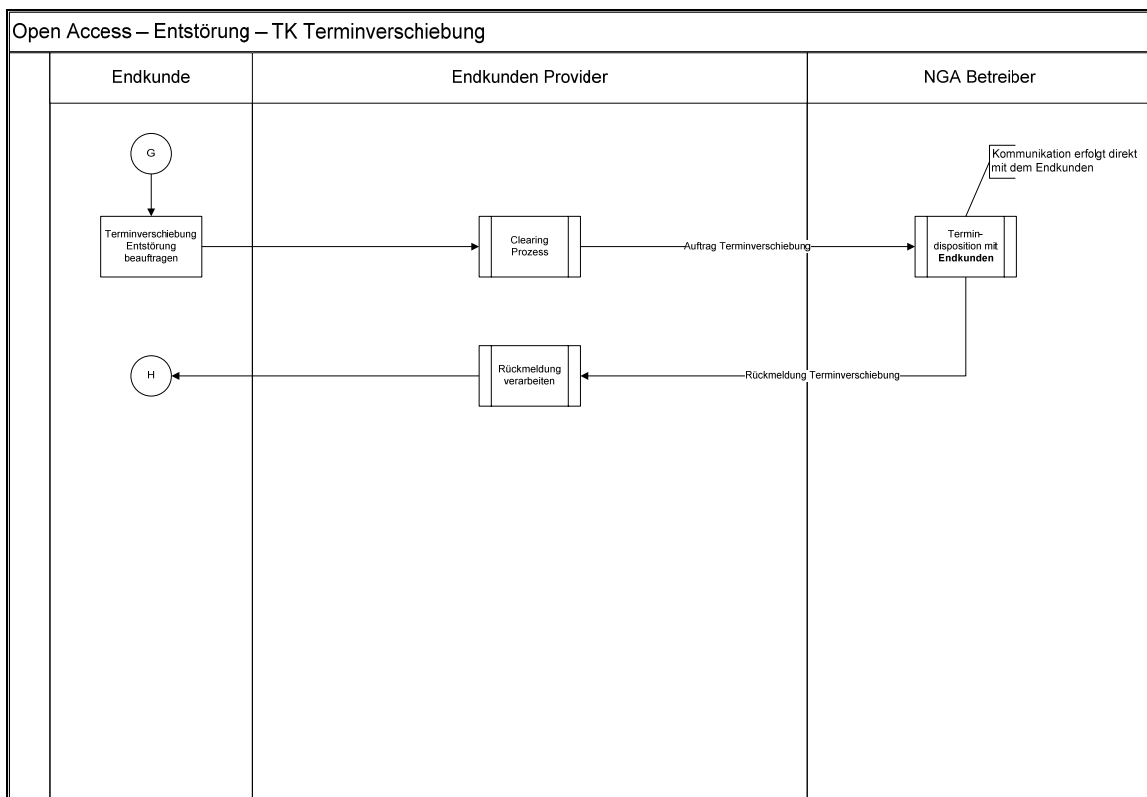 Open Access – Entstörung – TK Terminverschiebung
Endkunde
Endkunden Provider
NGA Betreiber
G
Kommunikation erfolgt direkt
mit dem Endkunden
Terminverschiebung
Entstörung
beauftragen
Clearing
Prozess
Auftrag Terminverschiebung
Termin-
disposition mit
Endkunden
H
Rückmeldung
verarbeiten
Rückmeldung Terminverschiebung